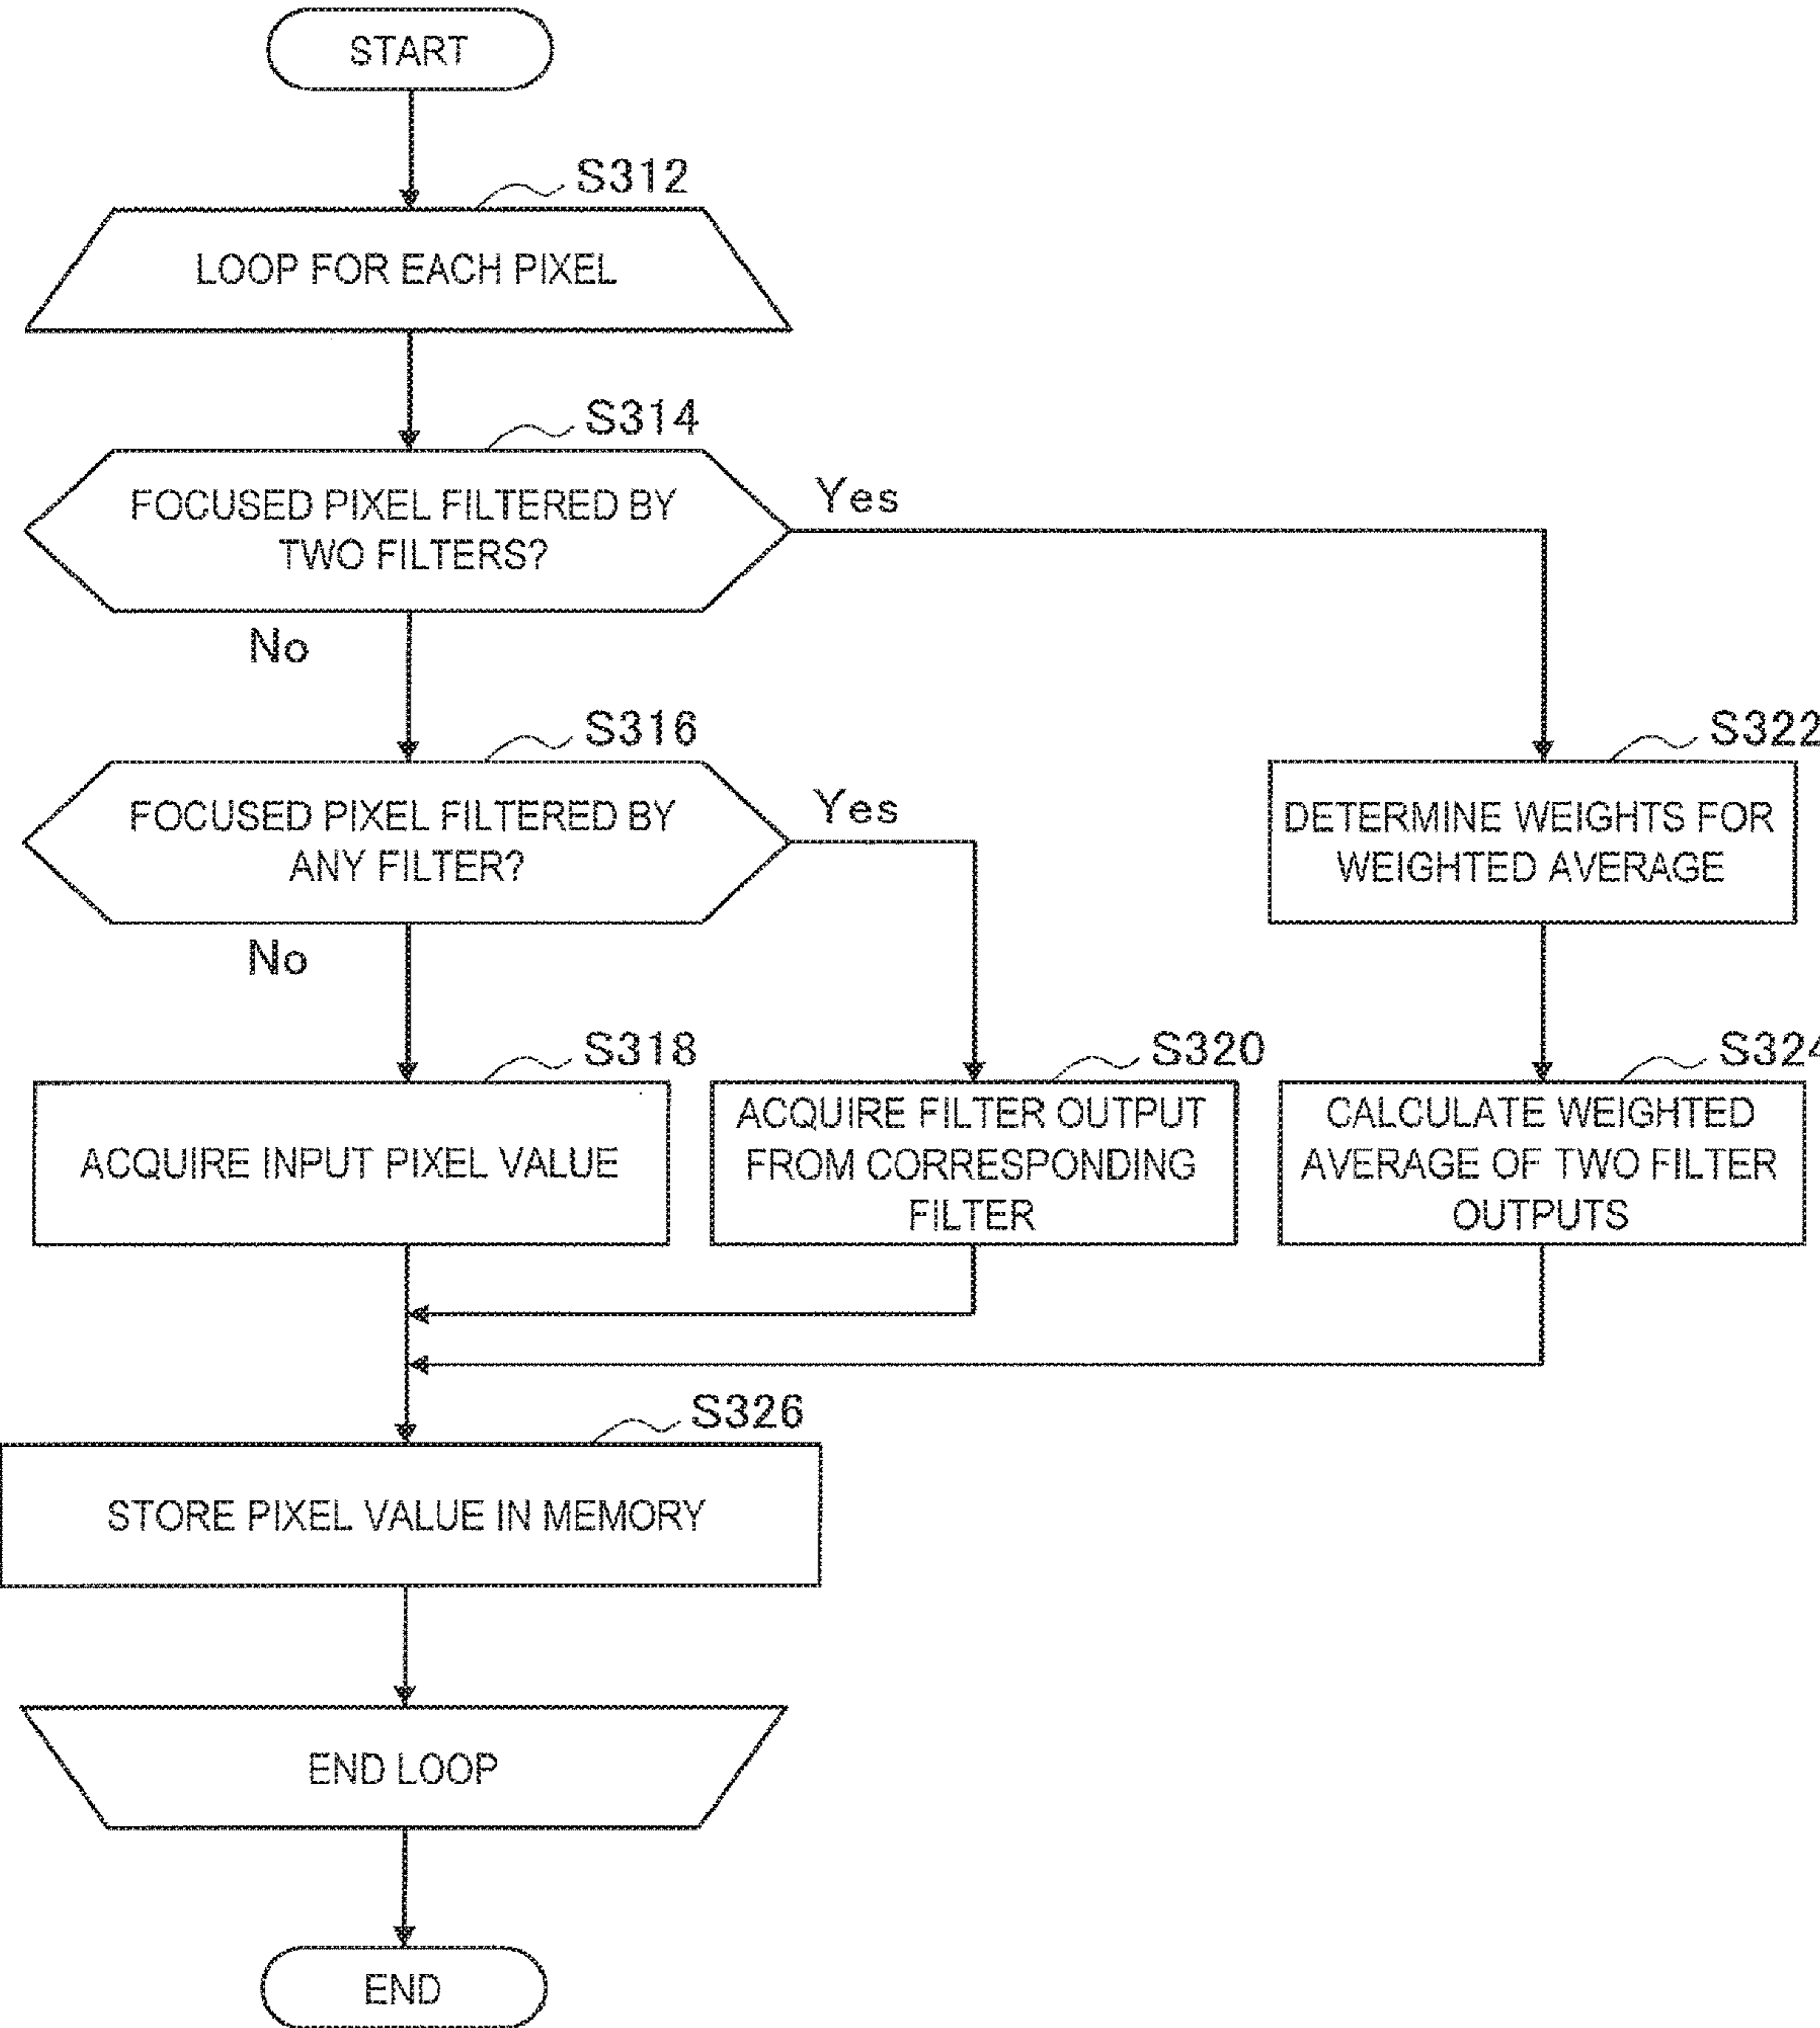 START
S312
LOOP FOR EACH PIXEL
S314
FOCUSED PIXEL FILTERED BY
TWO FILTERS?
Yes
No
S316
FOCUSED PIXEL FILTERED BY
ANY FILTER?
Yes
No
S322
DETERMINE WEIGHTS FOR
WEIGHTED AVERAGE
S318
ACQUIRE INPUT PIXEL VALUE
S320
ACQUIRE FILTER OUTPUT
FROM CORRESPONDING
FILTER
S324
CALCULATE WEIGHTED
AVERAGE OF TWO FILTER
OUTPUTS
S326
STORE PIXEL VALUE IN MEMORY
END LOOP
END